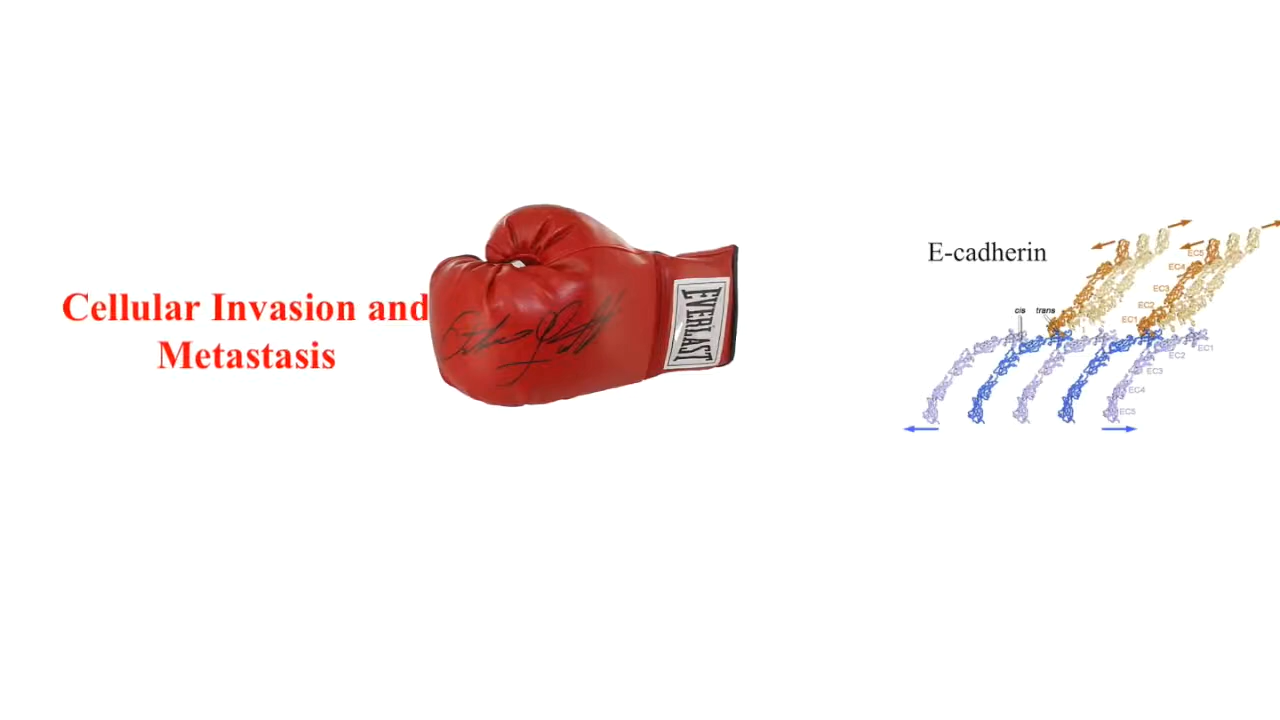 Cellular Invasion and
Metastasis
EVERLAST
E-cadherin
cis trans
EC5
EC4
EC3
EC2
EC1
EC1
EC2
EC3
EC4
EC5